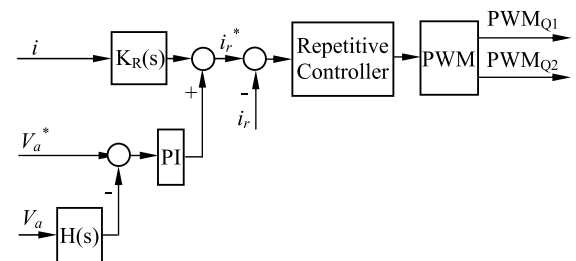 i
K_R(s)
i_r^*
+
-
i_r
Repetitive
Controller
PWM
PWM_Q1
PWM_Q2
V_a^*
-
PI
V_a
H(s)